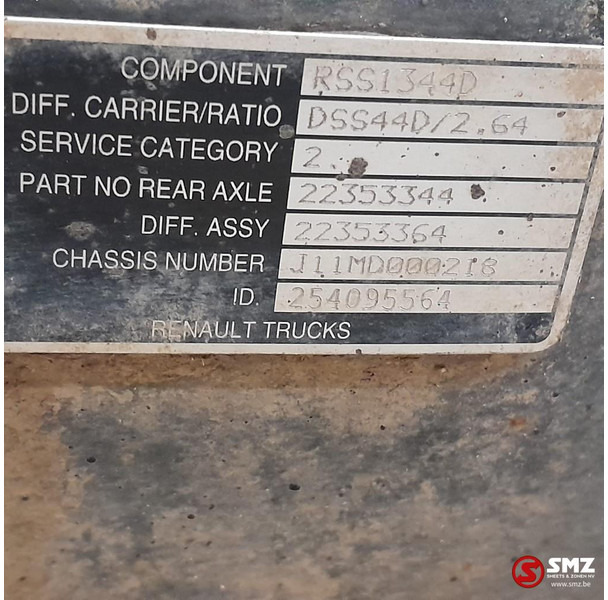 COMPONENT RSS1344D
DIFF. CARRIER/RATIO DSS44D/2.64
SERVICE CATEGORY 2.
PART NO REAR AXLE 22353344
DIFF. ASSY 22353364
CHASSIS NUMBER J11MD000218
ID. 254095564
RENAULT TRUCKS
SMZ
SMEETS & ZONEN NV
www.smz.be